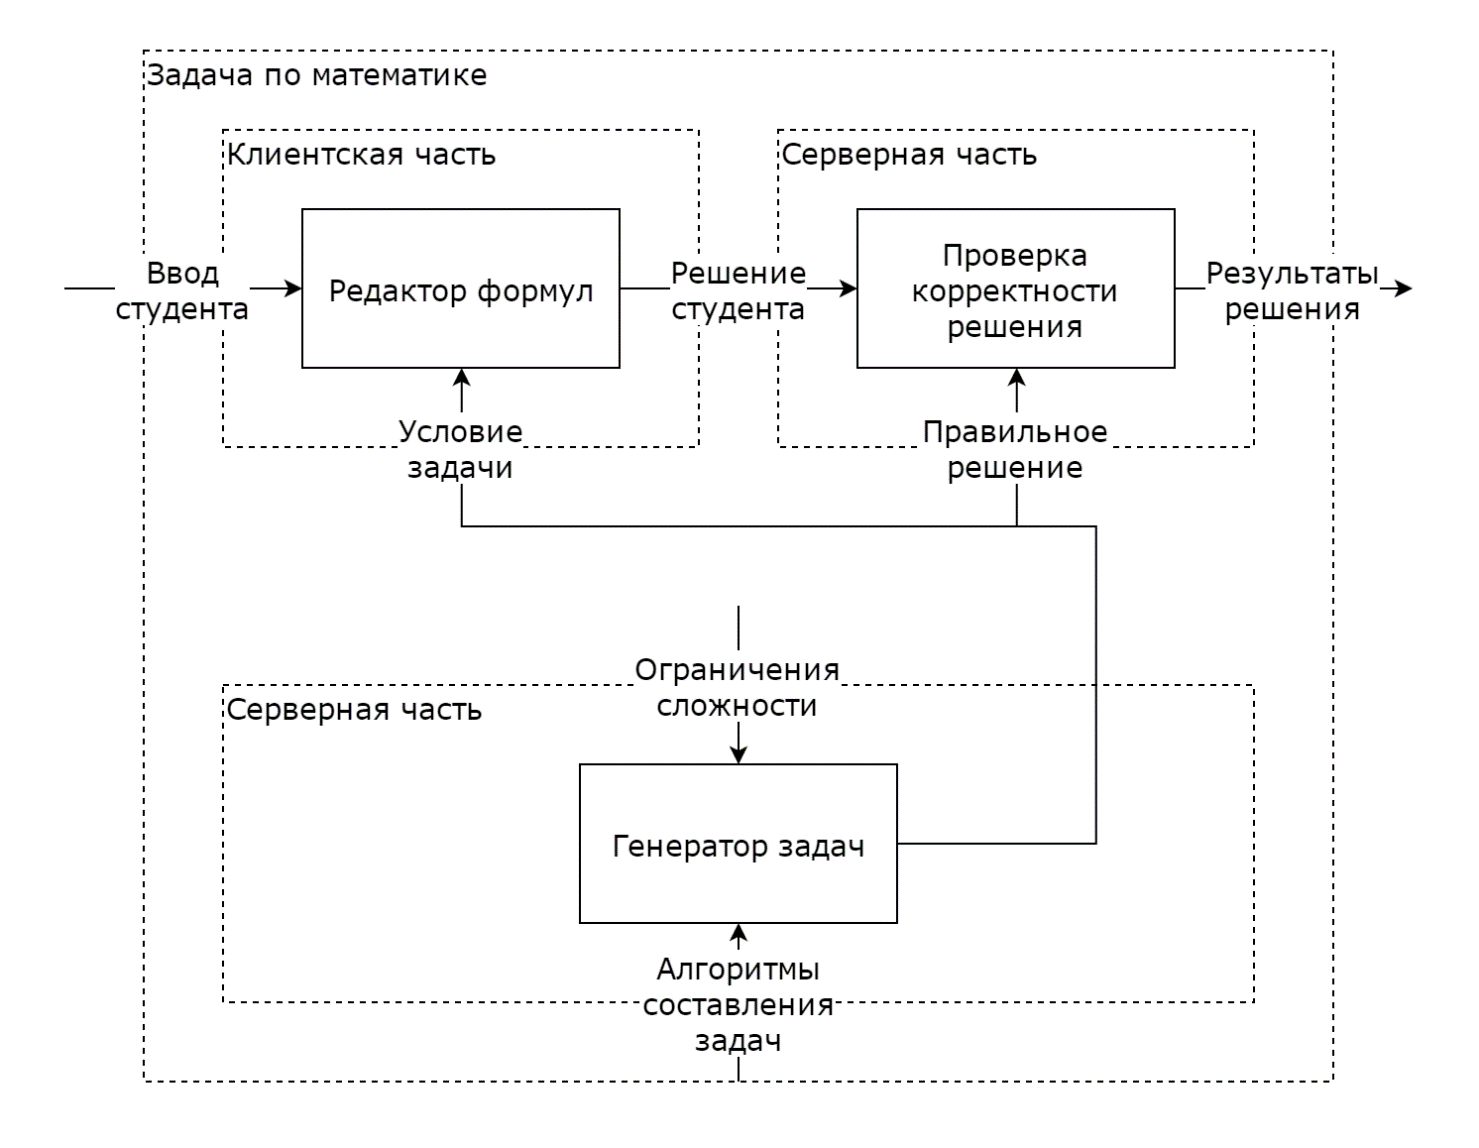 Задача по математике
Клиентская часть
Серверная часть
Ввод
студента
Редактор формул
Решение
студента
Проверка
корректности
решения
Результаты
решения
Условие
задачи
Правильное
решение
Ограничения
сложности
Серверная часть
Генератор задач
Алгоритмы
составления
задач